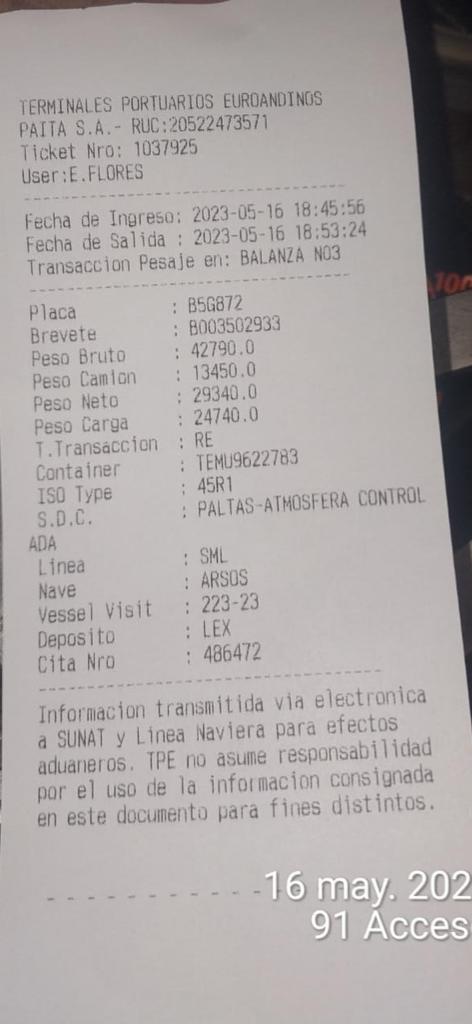 TERMINALES PORTUARIOS EUROANDINOS
PAITA S.A.- RUC:20522473571
Ticket Nro: 1037925
User:E.FLORES
Fecha de Ingreso: 2023-05-16 18:45:56
Fecha de Salida : 2023-05-16 18:53:24
Transaccion Pesaje en: BALANZA NO3
Placa : B5G872
Brevete : B003502933
Peso Bruto : 42790.0
Peso Camion : 13450.0
Peso Neto : 29340.0
Peso Carga : 24740.0
T.Transaccion : RE
Container : TEMU9622783
ISO Type : 45R1
S.D.C. : PALTAS-ATMOSFERA CONTROL
ADA
Linea : SML
Nave : ARSOS
Vessel Visit : 223-23
Deposito : LEX
Cita Nro : 486472
Informacion transmitida via electronica
a SUNAT y Linea Naviera para efectos
aduaneros. TPE no asume responsabilidad
por el uso de la informacion consignada
en este documento para fines distintos.
16 may. 202
91 Acces